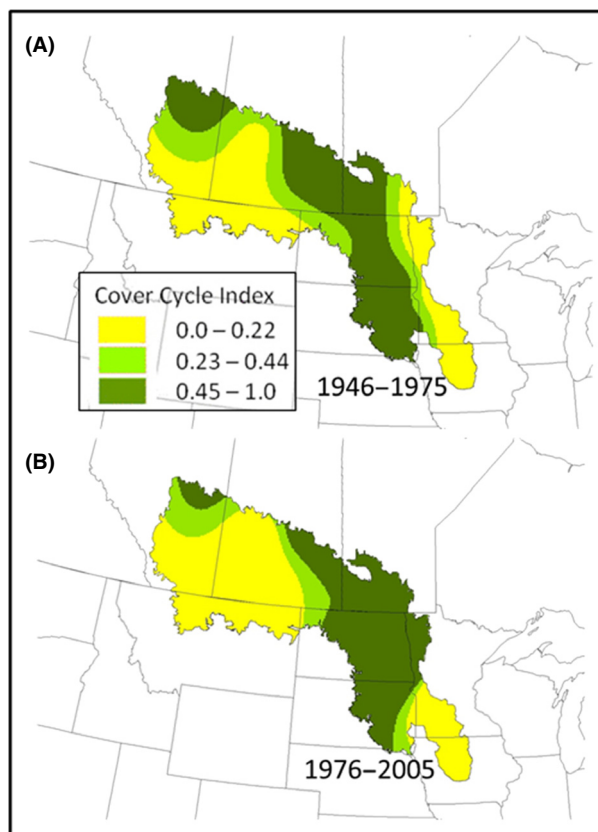 (A)
Cover Cycle Index
0.0 – 0.22
0.23 – 0.44
0.45 – 1.0
1946–1975
(B)
1976–2005